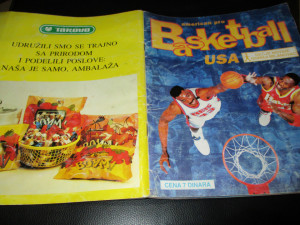 TAKOVO
UDRUŽILI SMO SE TRAJNO
SA PRIRODOM
I PODELILI POSLOVE:
NAŠA JE SAMO, AMBALAŽA
Basketball
USA
CENA 7 DINARA